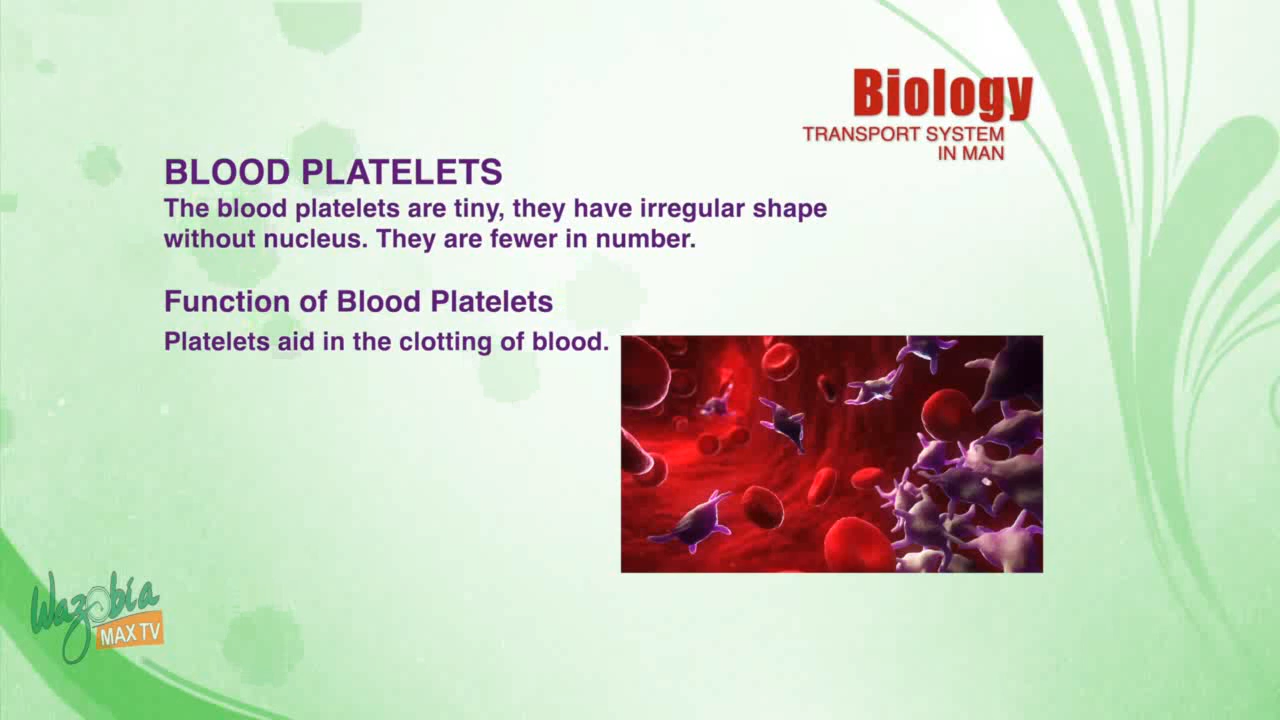 Biology
TRANSPORT SYSTEM
IN MAN
BLOOD PLATELETS
The blood platelets are tiny, they have irregular shape
without nucleus. They are fewer in number.
Function of Blood Platelets
Platelets aid in the clotting of blood.
Wazobia
MAX TV